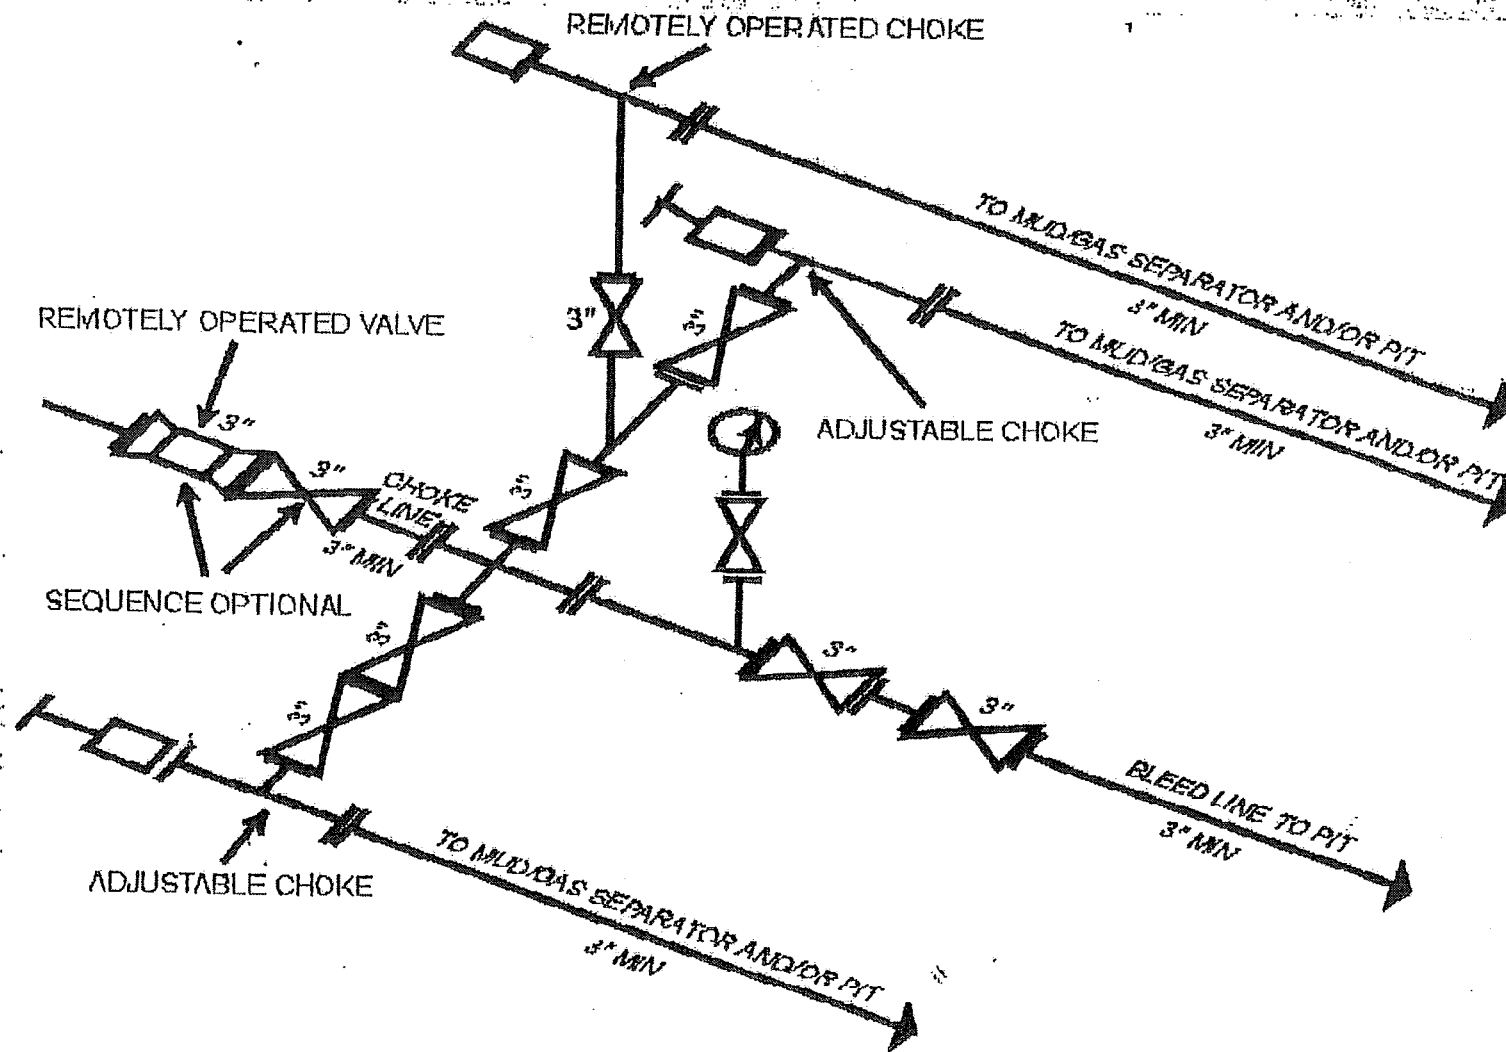 REMOTELY OPERATED CHOKE
TO MUD/GAS SEPARATOR AND/OR PIT
3" MIN
3"
3"
TO MUD/GAS SEPARATOR AND/OR PIT
3" MIN
REMOTELY OPERATED VALVE
ADJUSTABLE CHOKE
3"
3"
CHOKE
LINE
3" MIN
3"
SEQUENCE OPTIONAL
3"
3"
3"
3"
BLEED LINE TO PIT
3" MIN
ADJUSTABLE CHOKE
TO MUD/GAS SEPARATOR AND/OR PIT
3" MIN